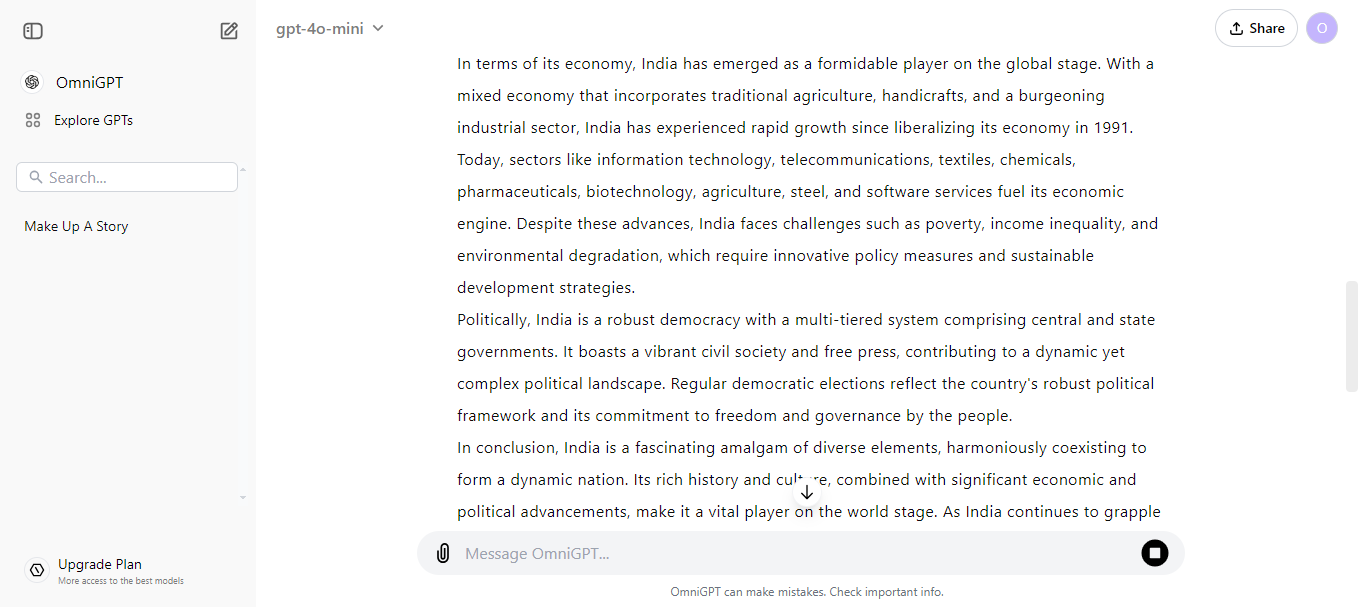 OmniGPT
Explore GPTs
Search...
Make Up A Story
Upgrade Plan
More access to the best models
gpt-4o-mini
Share
O
In terms of its economy, India has emerged as a formidable player on the global stage. With a
mixed economy that incorporates traditional agriculture, handicrafts, and a burgeoning
industrial sector, India has experienced rapid growth since liberalizing its economy in 1991.
Today, sectors like information technology, telecommunications, textiles, chemicals,
pharmaceuticals, biotechnology, agriculture, steel, and software services fuel its economic
engine. Despite these advances, India faces challenges such as poverty, income inequality, and
environmental degradation, which require innovative policy measures and sustainable
development strategies.
Politically, India is a robust democracy with a multi-tiered system comprising central and state
governments. It boasts a vibrant civil society and free press, contributing to a dynamic yet
complex political landscape. Regular democratic elections reflect the country's robust political
framework and its commitment to freedom and governance by the people.
In conclusion, India is a fascinating amalgam of diverse elements, harmoniously coexisting to
form a dynamic nation. Its rich history and culture, combined with significant economic and
political advancements, make it a vital player on the world stage. As India continues to grapple
Message OmniGPT...
OmniGPT can make mistakes. Check important info.